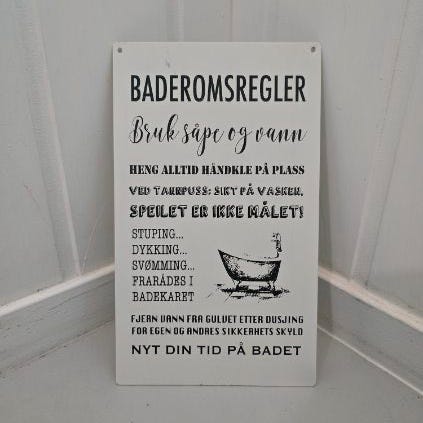 BADEROMSREGLER
Bruk såpe og vann
HENG ALLTID HÅNDKLE PÅ PLASS
VED TANNPUSS: SIKT PÅ VASKEN.
SPEILET ER IKKE MÅLET!
STUPING...
DYKKING...
SVØMMING...
FRARÅDES I
BADEKARET
FJERN VANN FRA GULVET ETTER DUSJING
FOR EGEN OG ANDRES SIKKERHETS SKYLD
NYT DIN TID PÅ BADET